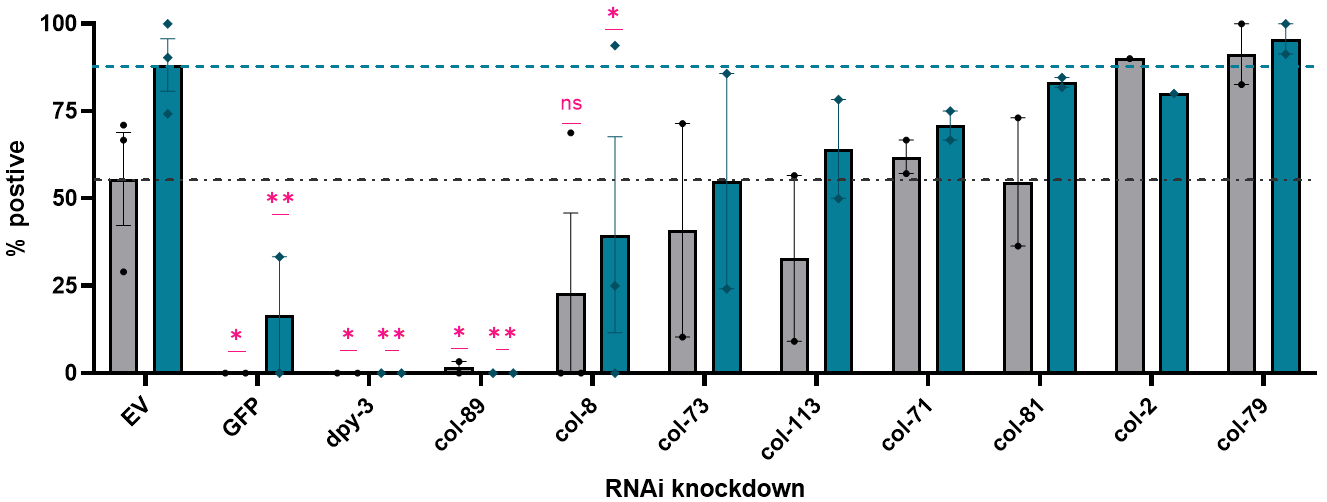 100
75
50
25
0
% postive
*
**
*
**
*
**
ns
*
EV
GFP
dpy-3
col-89
col-8
col-73
col-113
col-71
col-81
col-2
col-79
RNAi knockdown